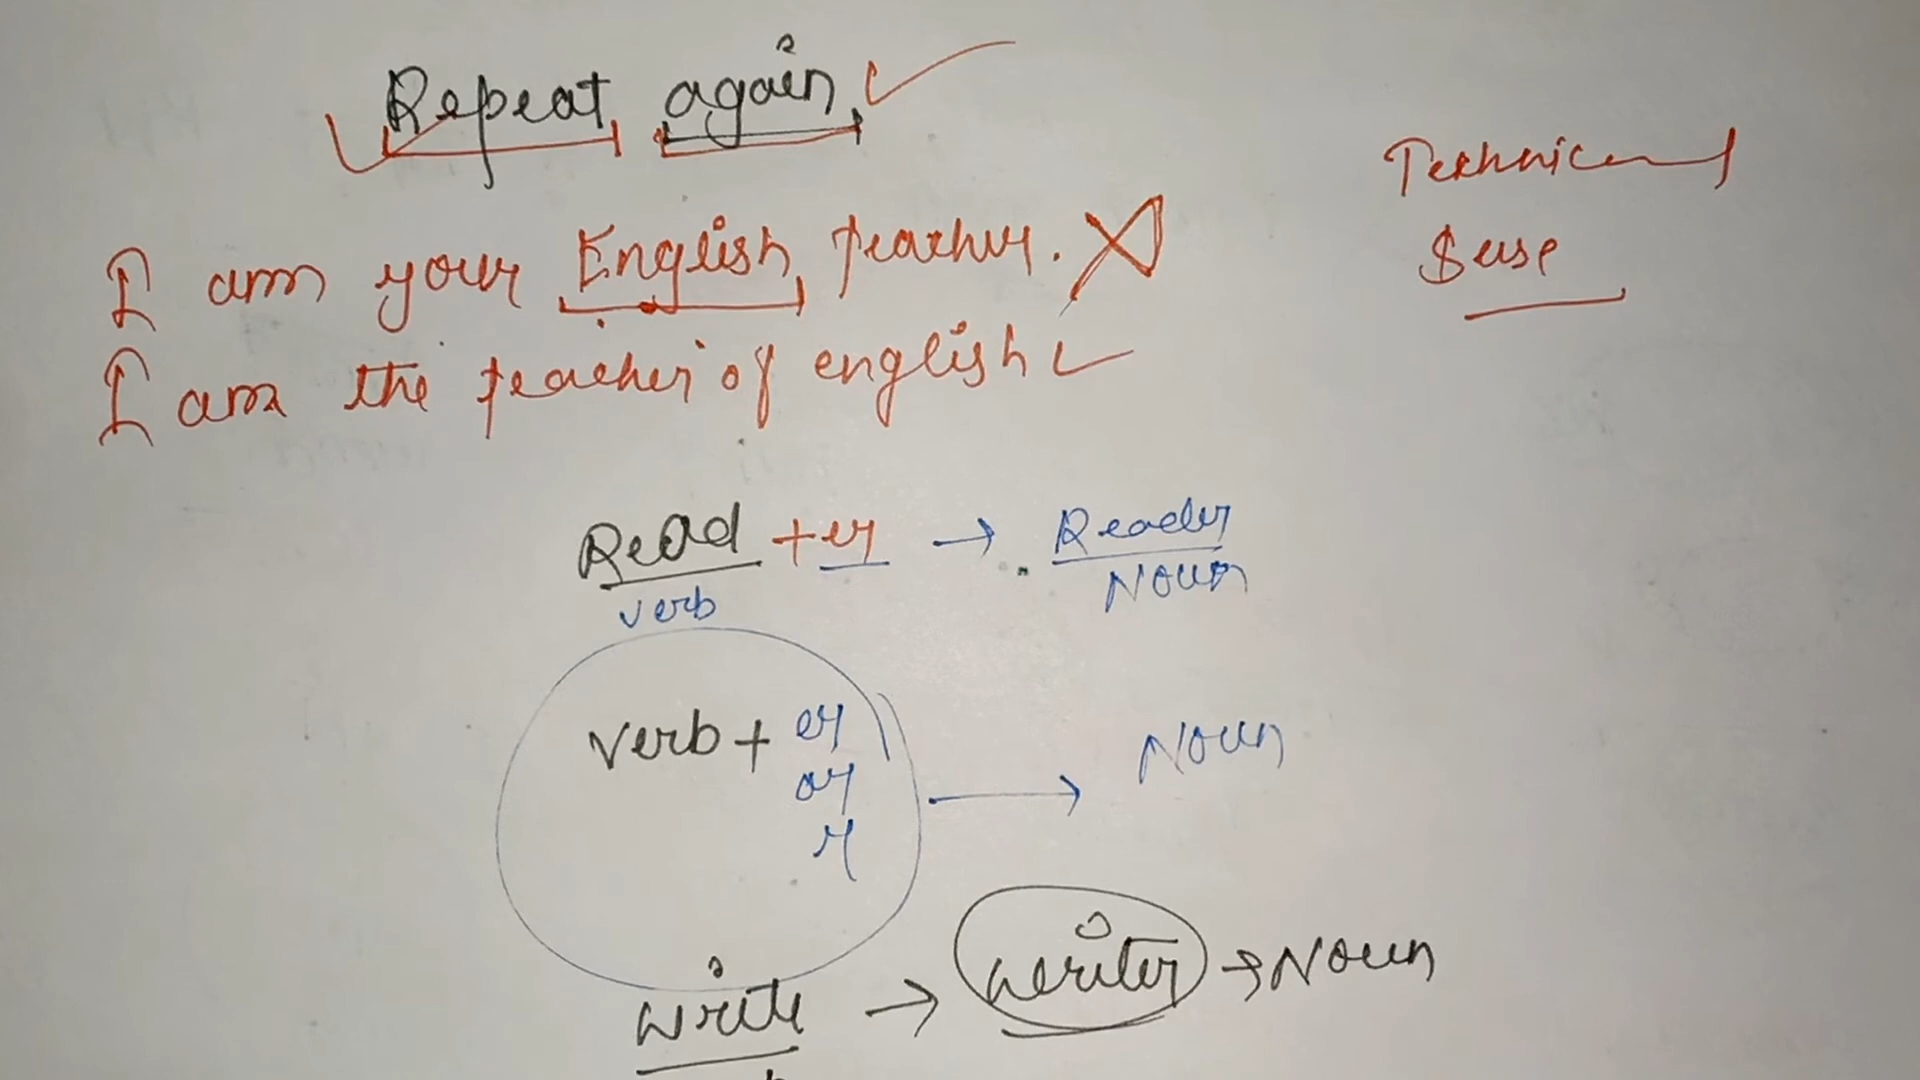 Repeat again
Technical
Sense
I am your English teacher.
I am the teacher of english
Read + er → Reader
verb Noun
verb + er → Noun
or
r
write → writer → Noun